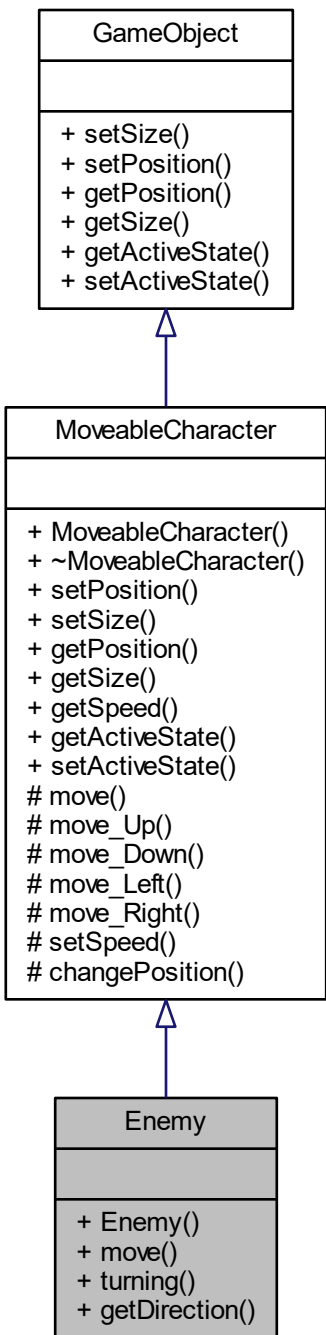 GameObject
+ setSize()
+ setPosition()
+ getPosition()
+ getSize()
+ getActiveState()
+ setActiveState()
MoveableCharacter
+ MoveableCharacter()
+ ~MoveableCharacter()
+ setPosition()
+ setSize()
+ getPosition()
+ getSize()
+ getSpeed()
+ getActiveState()
+ setActiveState()
# move()
# move_Up()
# move_Down()
# move_Left()
# move_Right()
# setSpeed()
# changePosition()
Enemy
+ Enemy()
+ move()
+ turning()
+ getDirection()